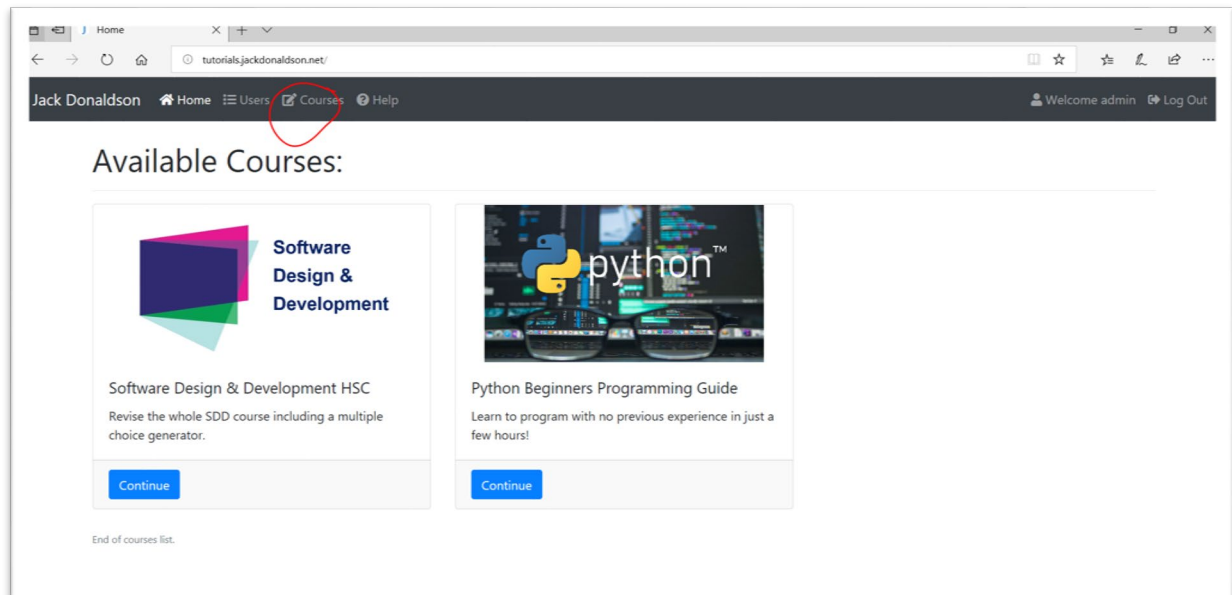 Home
tutorials.jackdonaldson.net/
Jack Donaldson Home Users Courses Help Welcome admin Log Out
Available Courses:
Software
Design &
Development
python™
Software Design & Development HSC
Revise the whole SDD course including a multiple
choice generator.
Continue
Python Beginners Programming Guide
Learn to program with no previous experience in just a
few hours!
Continue
End of courses list.